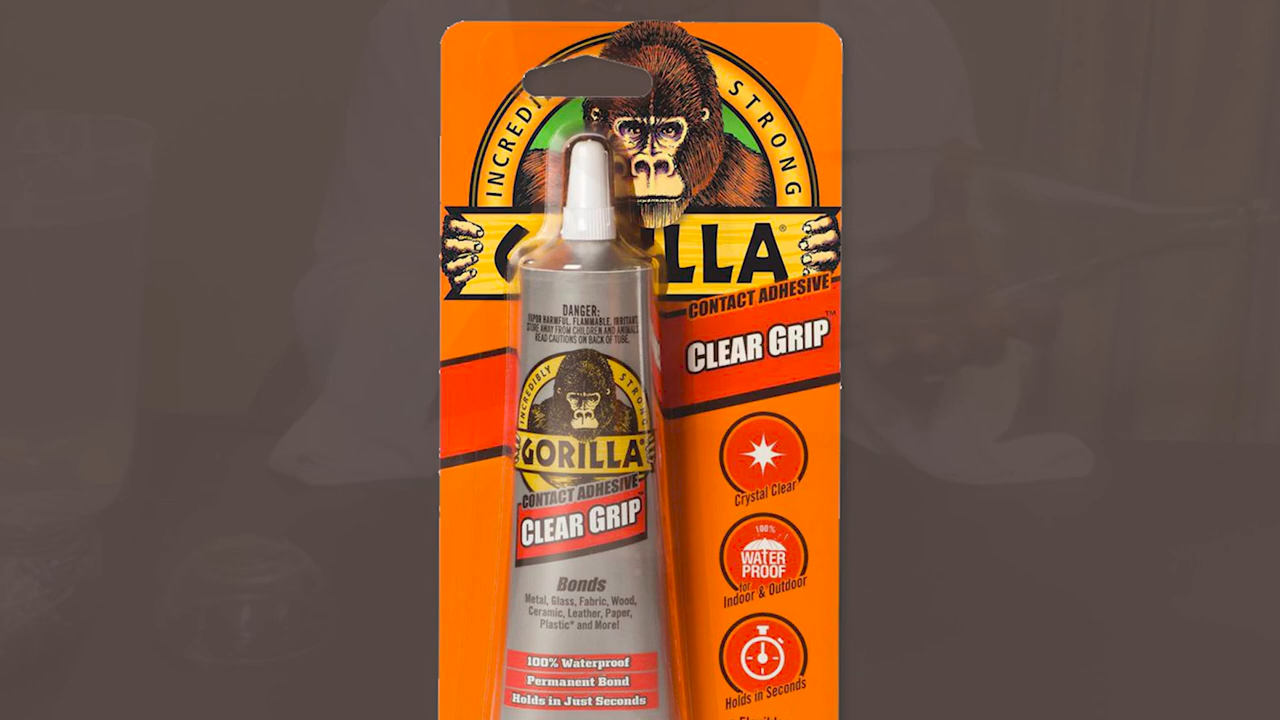 INCREDI
STRONG
GORILLA®
CONTACT ADHESIVE
CLEAR GRIP™
DANGER:
VAPOR HARMFUL, FLAMMABLE, IRRITANT
STORE AWAY FROM CHILDREN AND ANIMALS
READ CAUTIONS ON BACK OF TUBE.
INCREDIBLY STRONG
GORILLA®
CONTACT ADHESIVE
CLEAR GRIP™
Bonds
Metal, Glass, Fabric, Wood,
Ceramic, Leather, Paper,
Plastic* and More!
100% Waterproof
Permanent Bond
Holds in Just Seconds
Crystal Clear
100%
WATER
PROOF
for
Indoor & Outdoor
Holds in Seconds